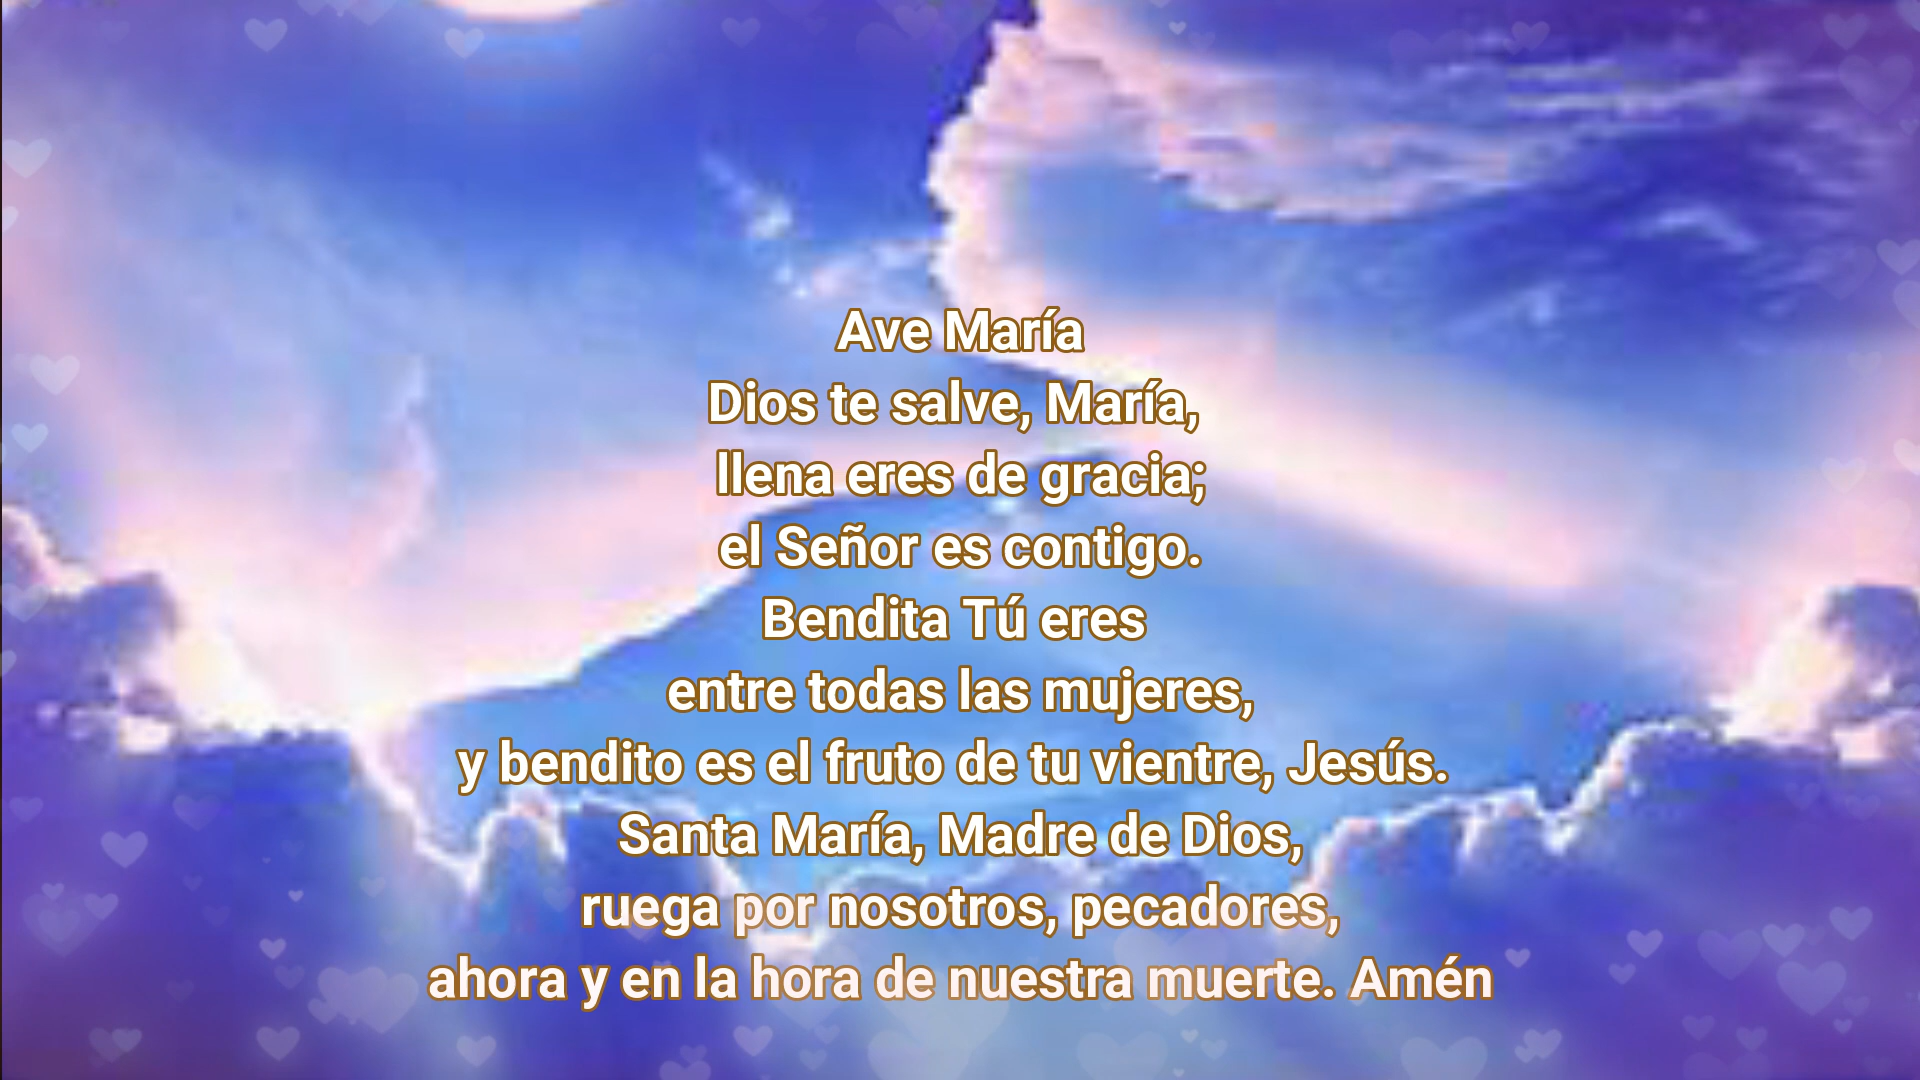 Ave María
Dios te salve, María,
llena eres de gracia;
el Señor es contigo.
Bendita Tú eres
entre todas las mujeres,
y bendito es el fruto de tu vientre, Jesús.
Santa María, Madre de Dios,
ruega por nosotros, pecadores,
ahora y en la hora de nuestra muerte. Amén